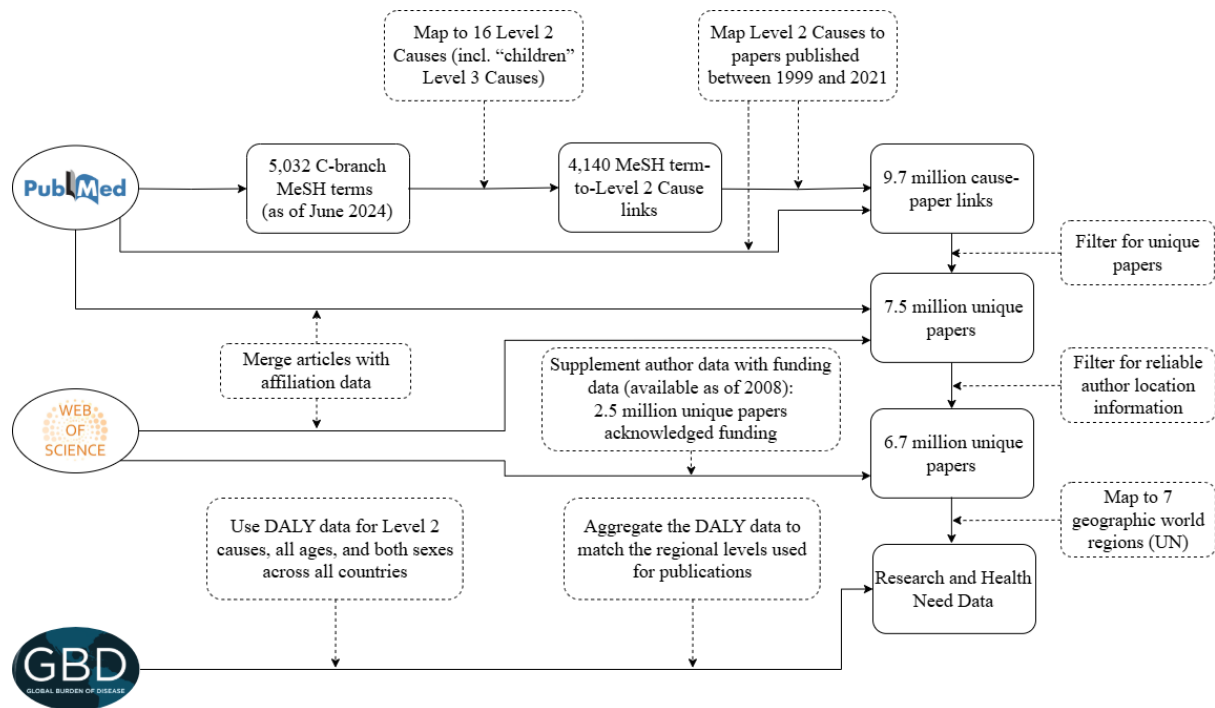 Map to 16 Level 2
Causes (incl. “children”
Level 3 Causes)
Map Level 2 Causes to
papers published
between 1999 and 2021
PubMed
5,032 C-branch
MeSH terms
(as of June 2024)
4,140 MeSH term-
to-Level 2 Cause
links
9.7 million cause-
paper links
Filter for unique
papers
7.5 million unique
papers
Merge articles with
affiliation data
Supplement author data with funding
data (available as of 2008):
2.5 million unique papers
acknowledged funding
Filter for reliable
author location
information
WEB
OF
SCIENCE
6.7 million unique
papers
Use DALY data for Level 2
causes, all ages, and both sexes
across all countries
Aggregate the DALY data to
match the regional levels used
for publications
Map to 7
geographic world
regions (UN)
Research and Health
Need Data
GBD
GLOBAL BURDEN OF DISEASE